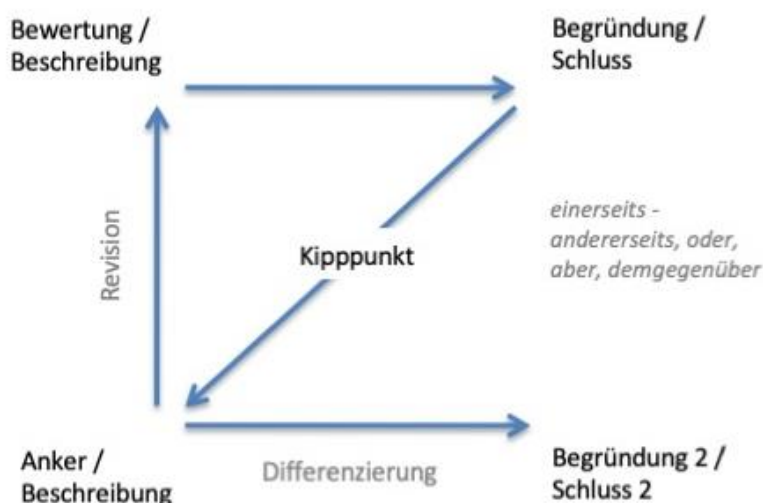 Bewertung /
Beschreibung
Begründung /
Schluss
Revision
Kipppunkt
einerseits -
andererseits, oder,
aber, demgegenüber
Anker /
Beschreibung
Differenzierung
Begründung 2 /
Schluss 2